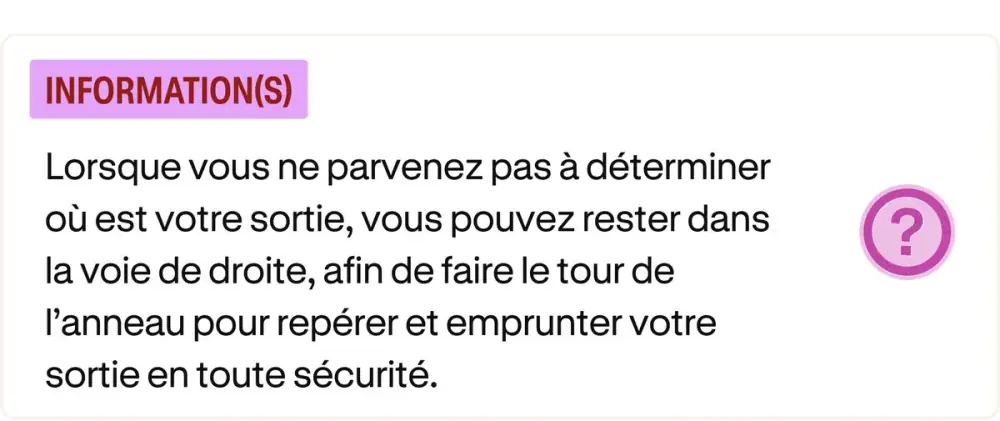 INFORMATION(S)
Lorsque vous ne parvenez pas à déterminer
où est votre sortie, vous pouvez rester dans
la voie de droite, afin de faire le tour de
l’anneau pour repérer et emprunter votre
sortie en toute sécurité.
?